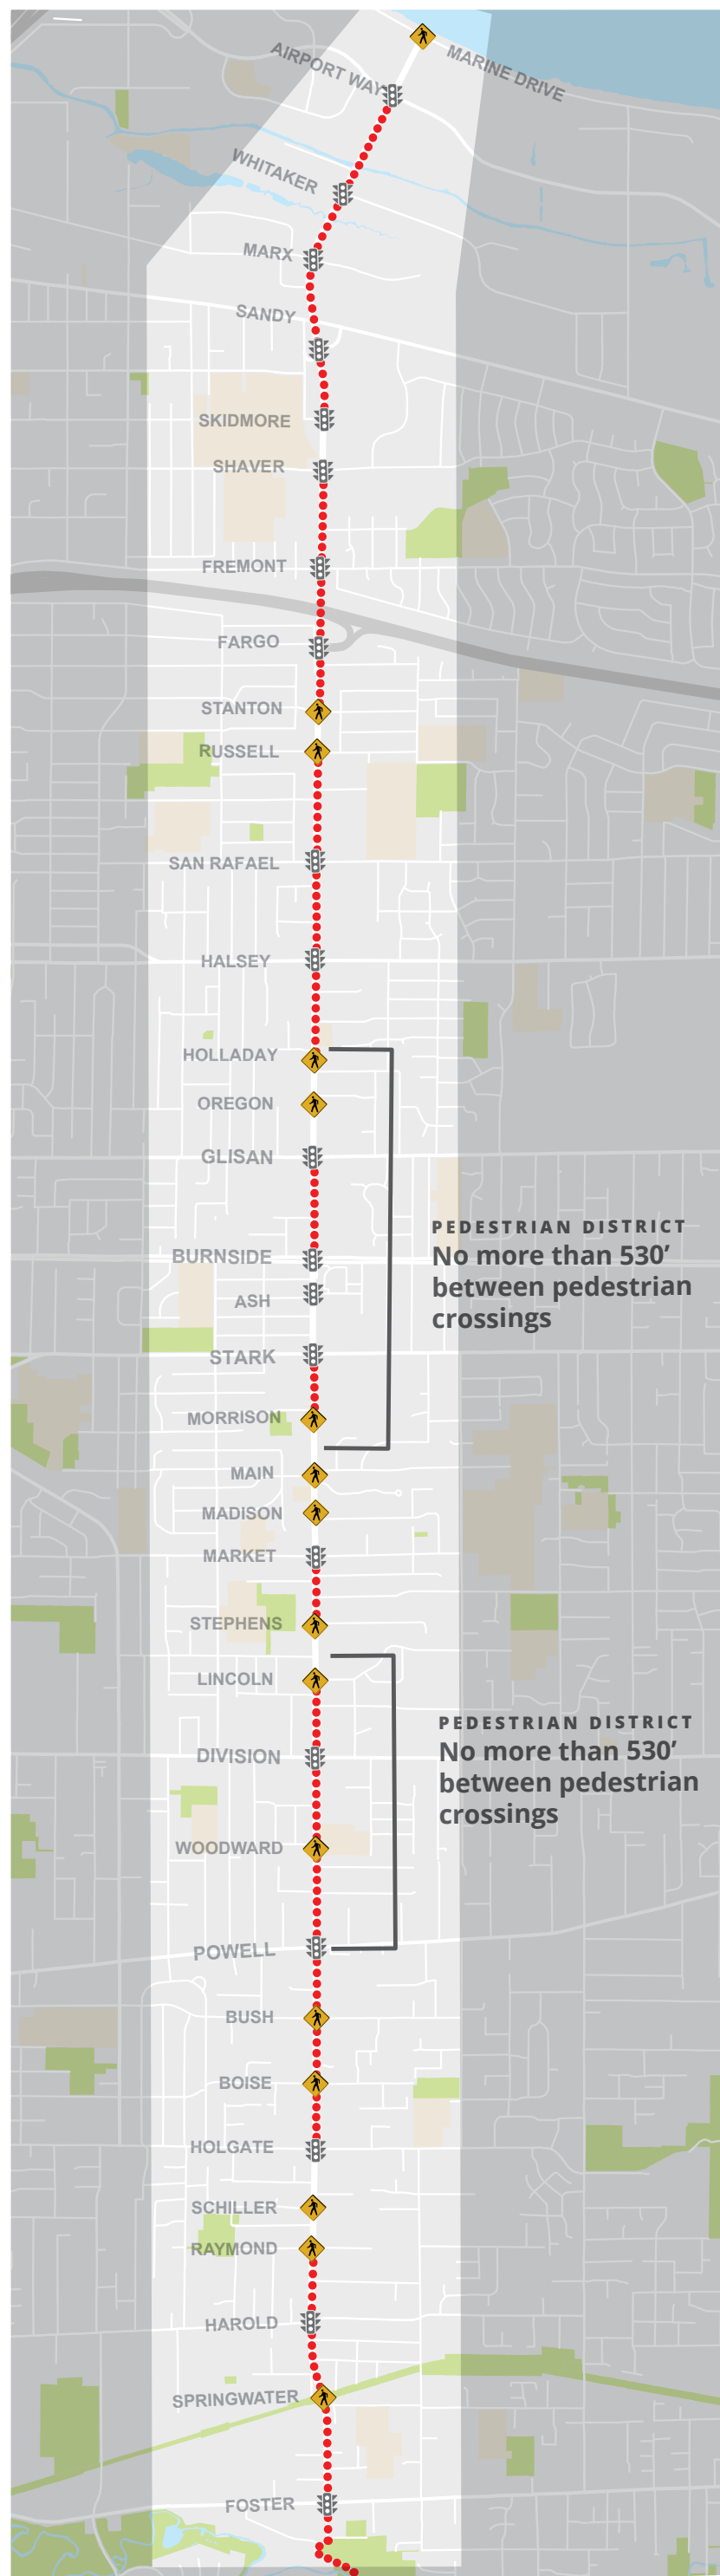 AIRPORT WAY
MARINE DRIVE
WHITAKER
MARX
SANDY
SKIDMORE
SHAVER
FREMONT
FARGO
STANTON
RUSSELL
SAN RAFAEL
HALSEY
HOLLADAY
OREGON
GLISAN
PEDESTRIAN DISTRICT
No more than 530’
between pedestrian
crossings
BURNSIDE
ASH
STARK
MORRISON
MAIN
MADISON
MARKET
STEPHENS
LINCOLN
PEDESTRIAN DISTRICT
No more than 530’
between pedestrian
crossings
DIVISION
WOODWARD
POWELL
BUSH
BOISE
HOLGATE
SCHILLER
RAYMOND
HAROLD
SPRINGWATER
FOSTER